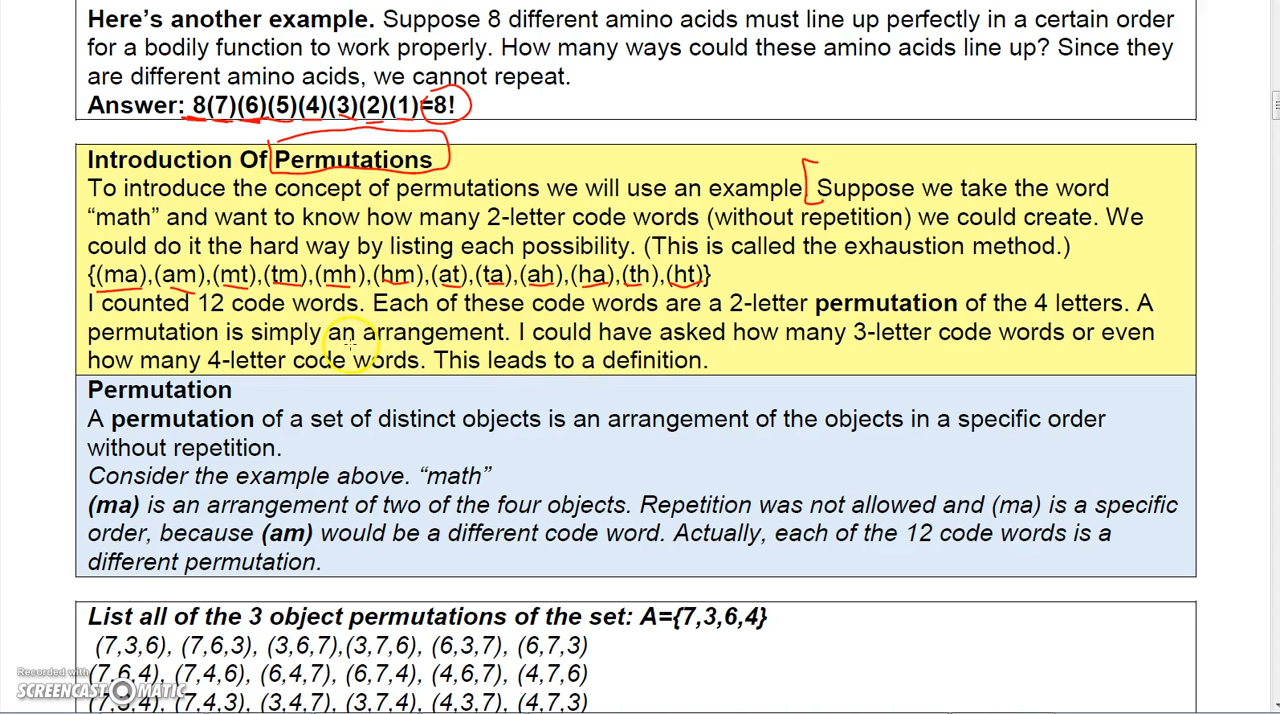 Here's another example. Suppose 8 different amino acids must line up perfectly in a certain order
for a bodily function to work properly. How many ways could these amino acids line up? Since they
are different amino acids, we cannot repeat.
Answer: 8(7)(6)(5)(4)(3)(2)(1)=8!
Introduction Of Permutations
To introduce the concept of permutations we will use an example. Suppose we take the word
“math” and want to know how many 2-letter code words (without repetition) we could create. We
could do it the hard way by listing each possibility. (This is called the exhaustion method.)
{(ma),(am),(mt),(tm),(mh),(hm),(at),(ta),(ah),(ha),(th),(ht)}
I counted 12 code words. Each of these code words are a 2-letter permutation of the 4 letters. A
permutation is simply an arrangement. I could have asked how many 3-letter code words or even
how many 4-letter code words. This leads to a definition.
Permutation
A permutation of a set of distinct objects is an arrangement of the objects in a specific order
without repetition.
Consider the example above. “math”
(ma) is an arrangement of two of the four objects. Repetition was not allowed and (ma) is a specific
order, because (am) would be a different code word. Actually, each of the 12 code words is a
different permutation.
List all of the 3 object permutations of the set: A={7,3,6,4}
(7,3,6), (7,6,3), (3,6,7),(3,7,6), (6,3,7), (6,7,3)
(7,6,4), (7,4,6), (6,4,7), (6,7,4), (4,6,7), (4,7,6)
(7,3,4), (7,4,3), (3,4,7), (3,7,4), (4,3,7), (4,7,3)
Recorded with
SCREENCAST-O-MATIC